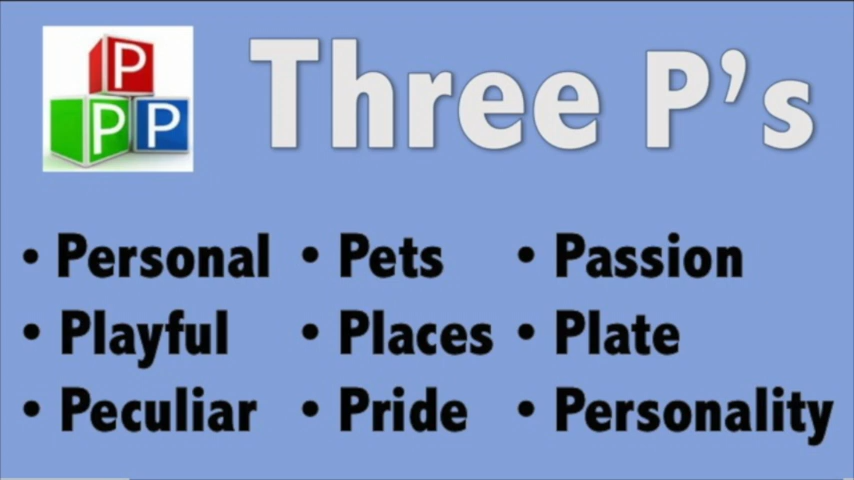 P
P P
Three P's
• Personal • Pets • Passion
• Playful • Places • Plate
• Peculiar • Pride • Personality